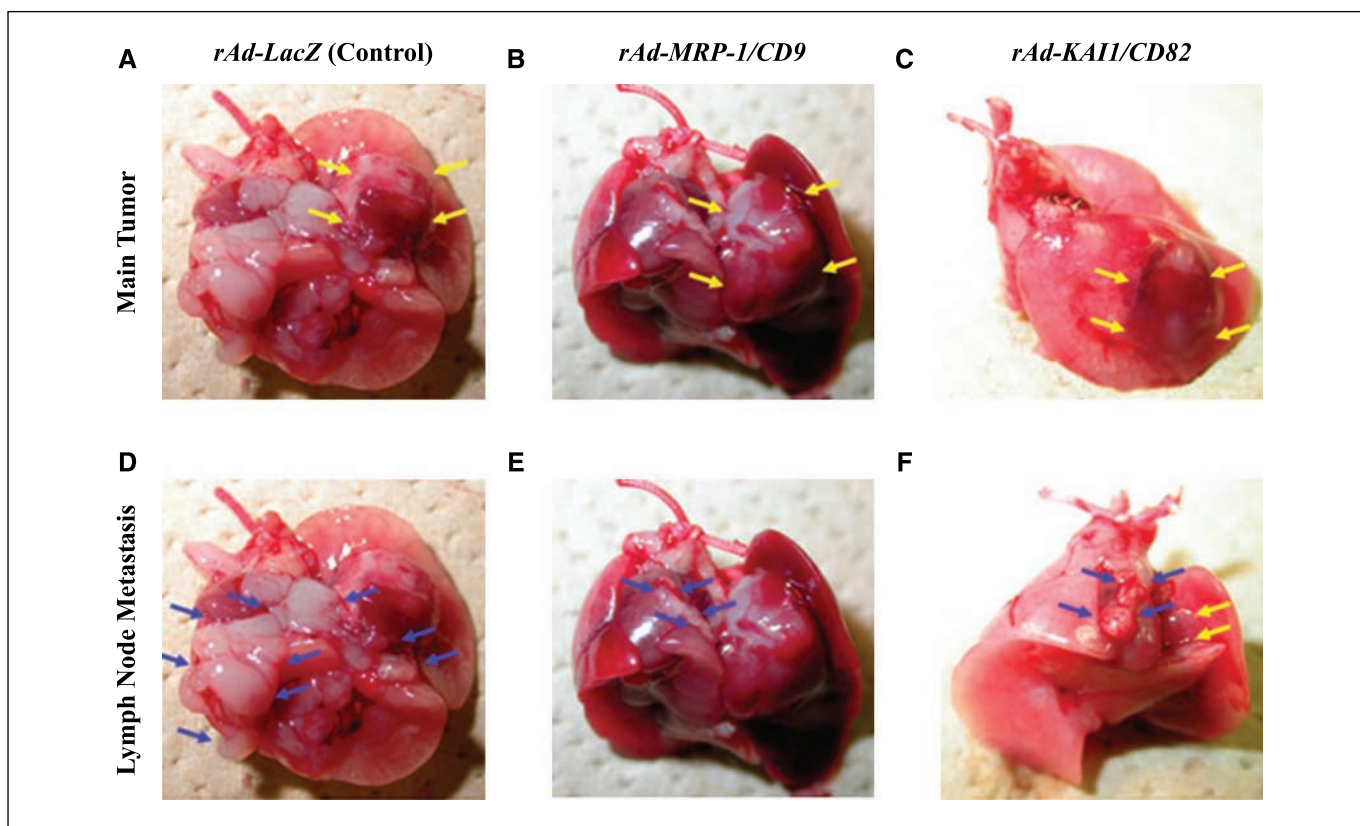 A rAd-LacZ (Control) B rAd-MRP-1/CD9 C rAd-KAI1/CD82
Main Tumor
D E F
Lymph Node Metastasis